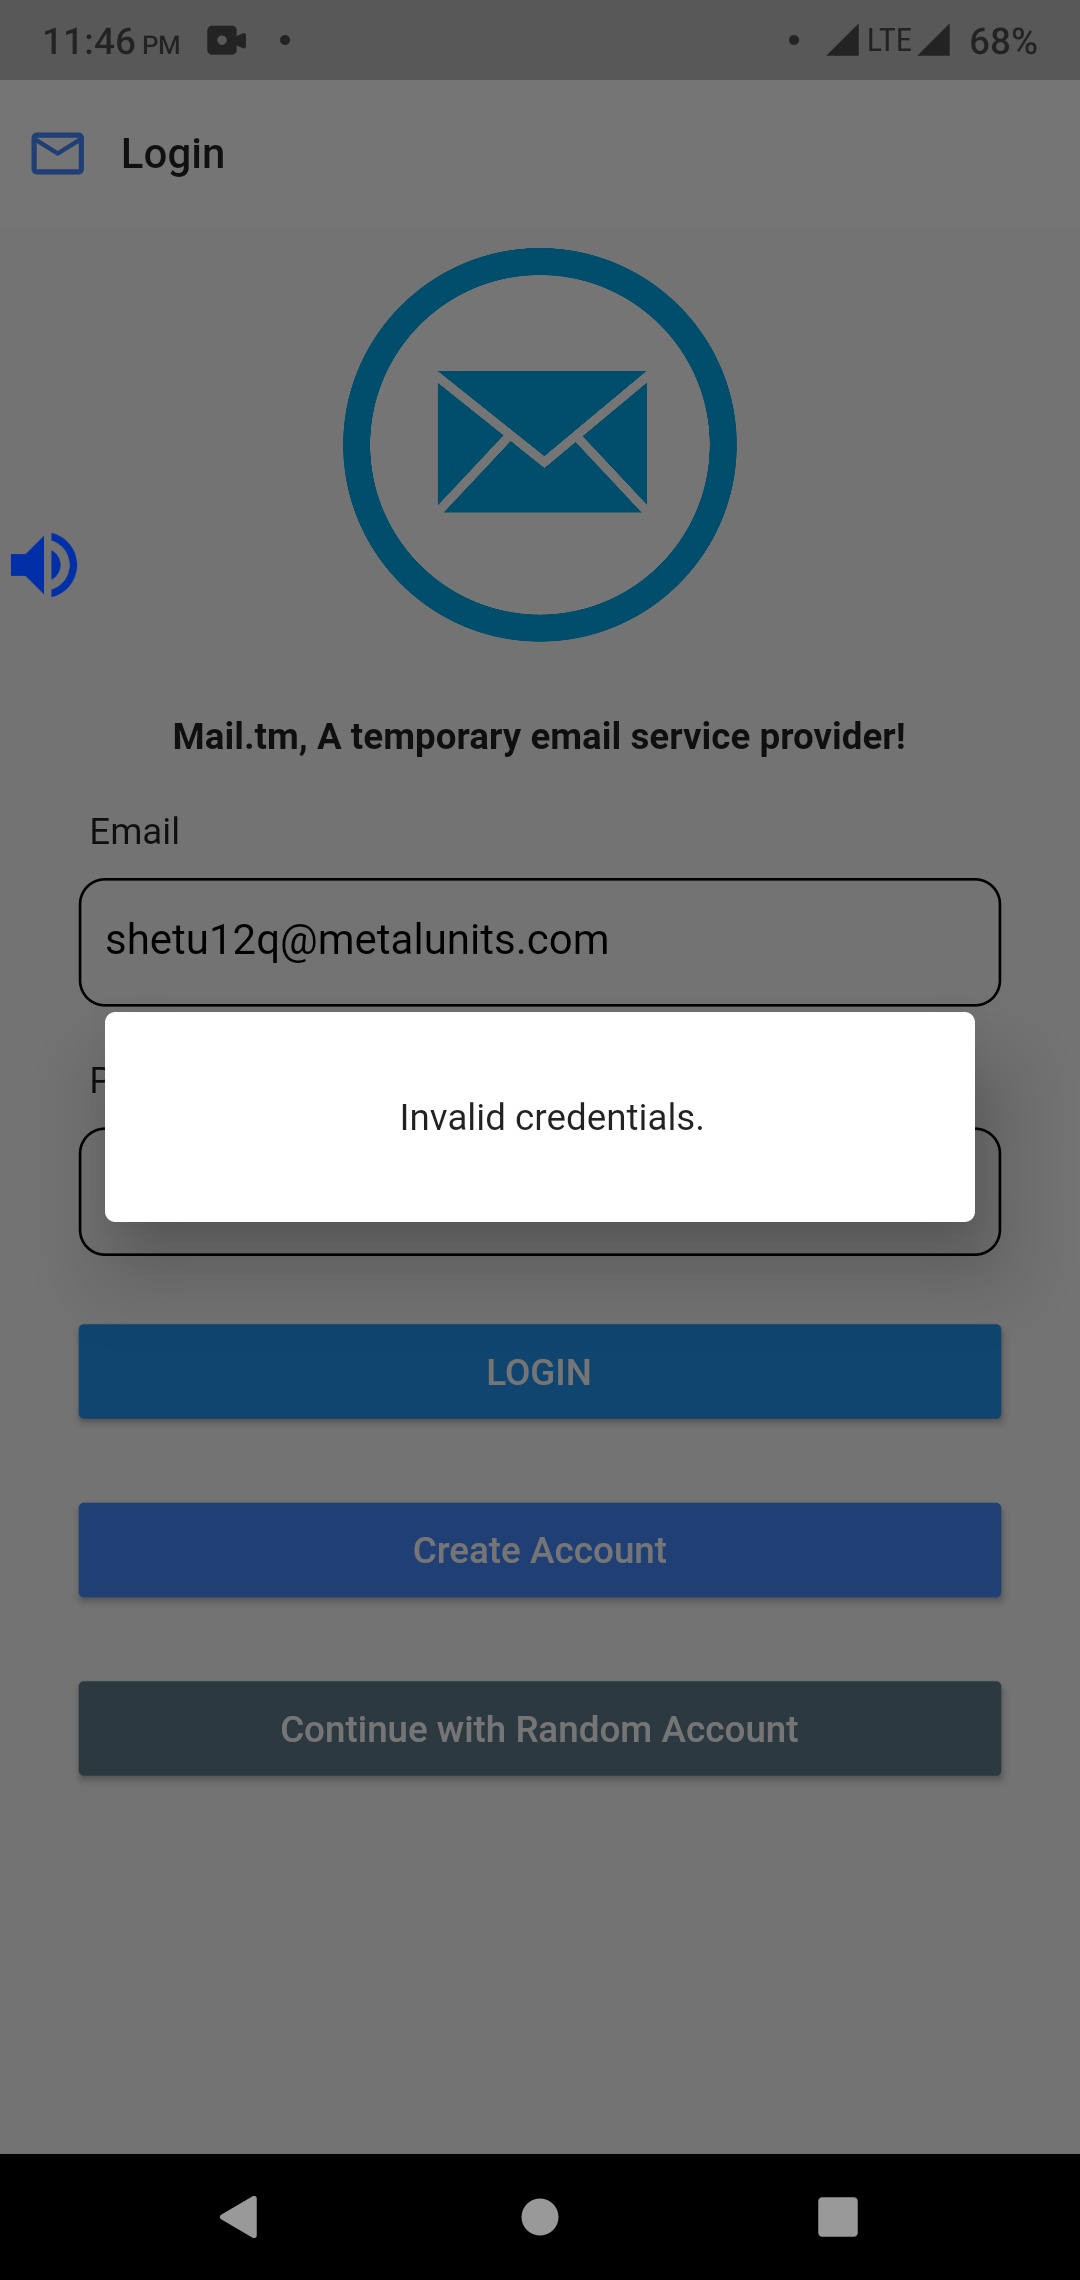 11:46 PM LTE 68%
Login
Mail.tm, A temporary email service provider!
Email
shetu12q@metalunits.com
Invalid credentials.
LOGIN
Create Account
Continue with Random Account